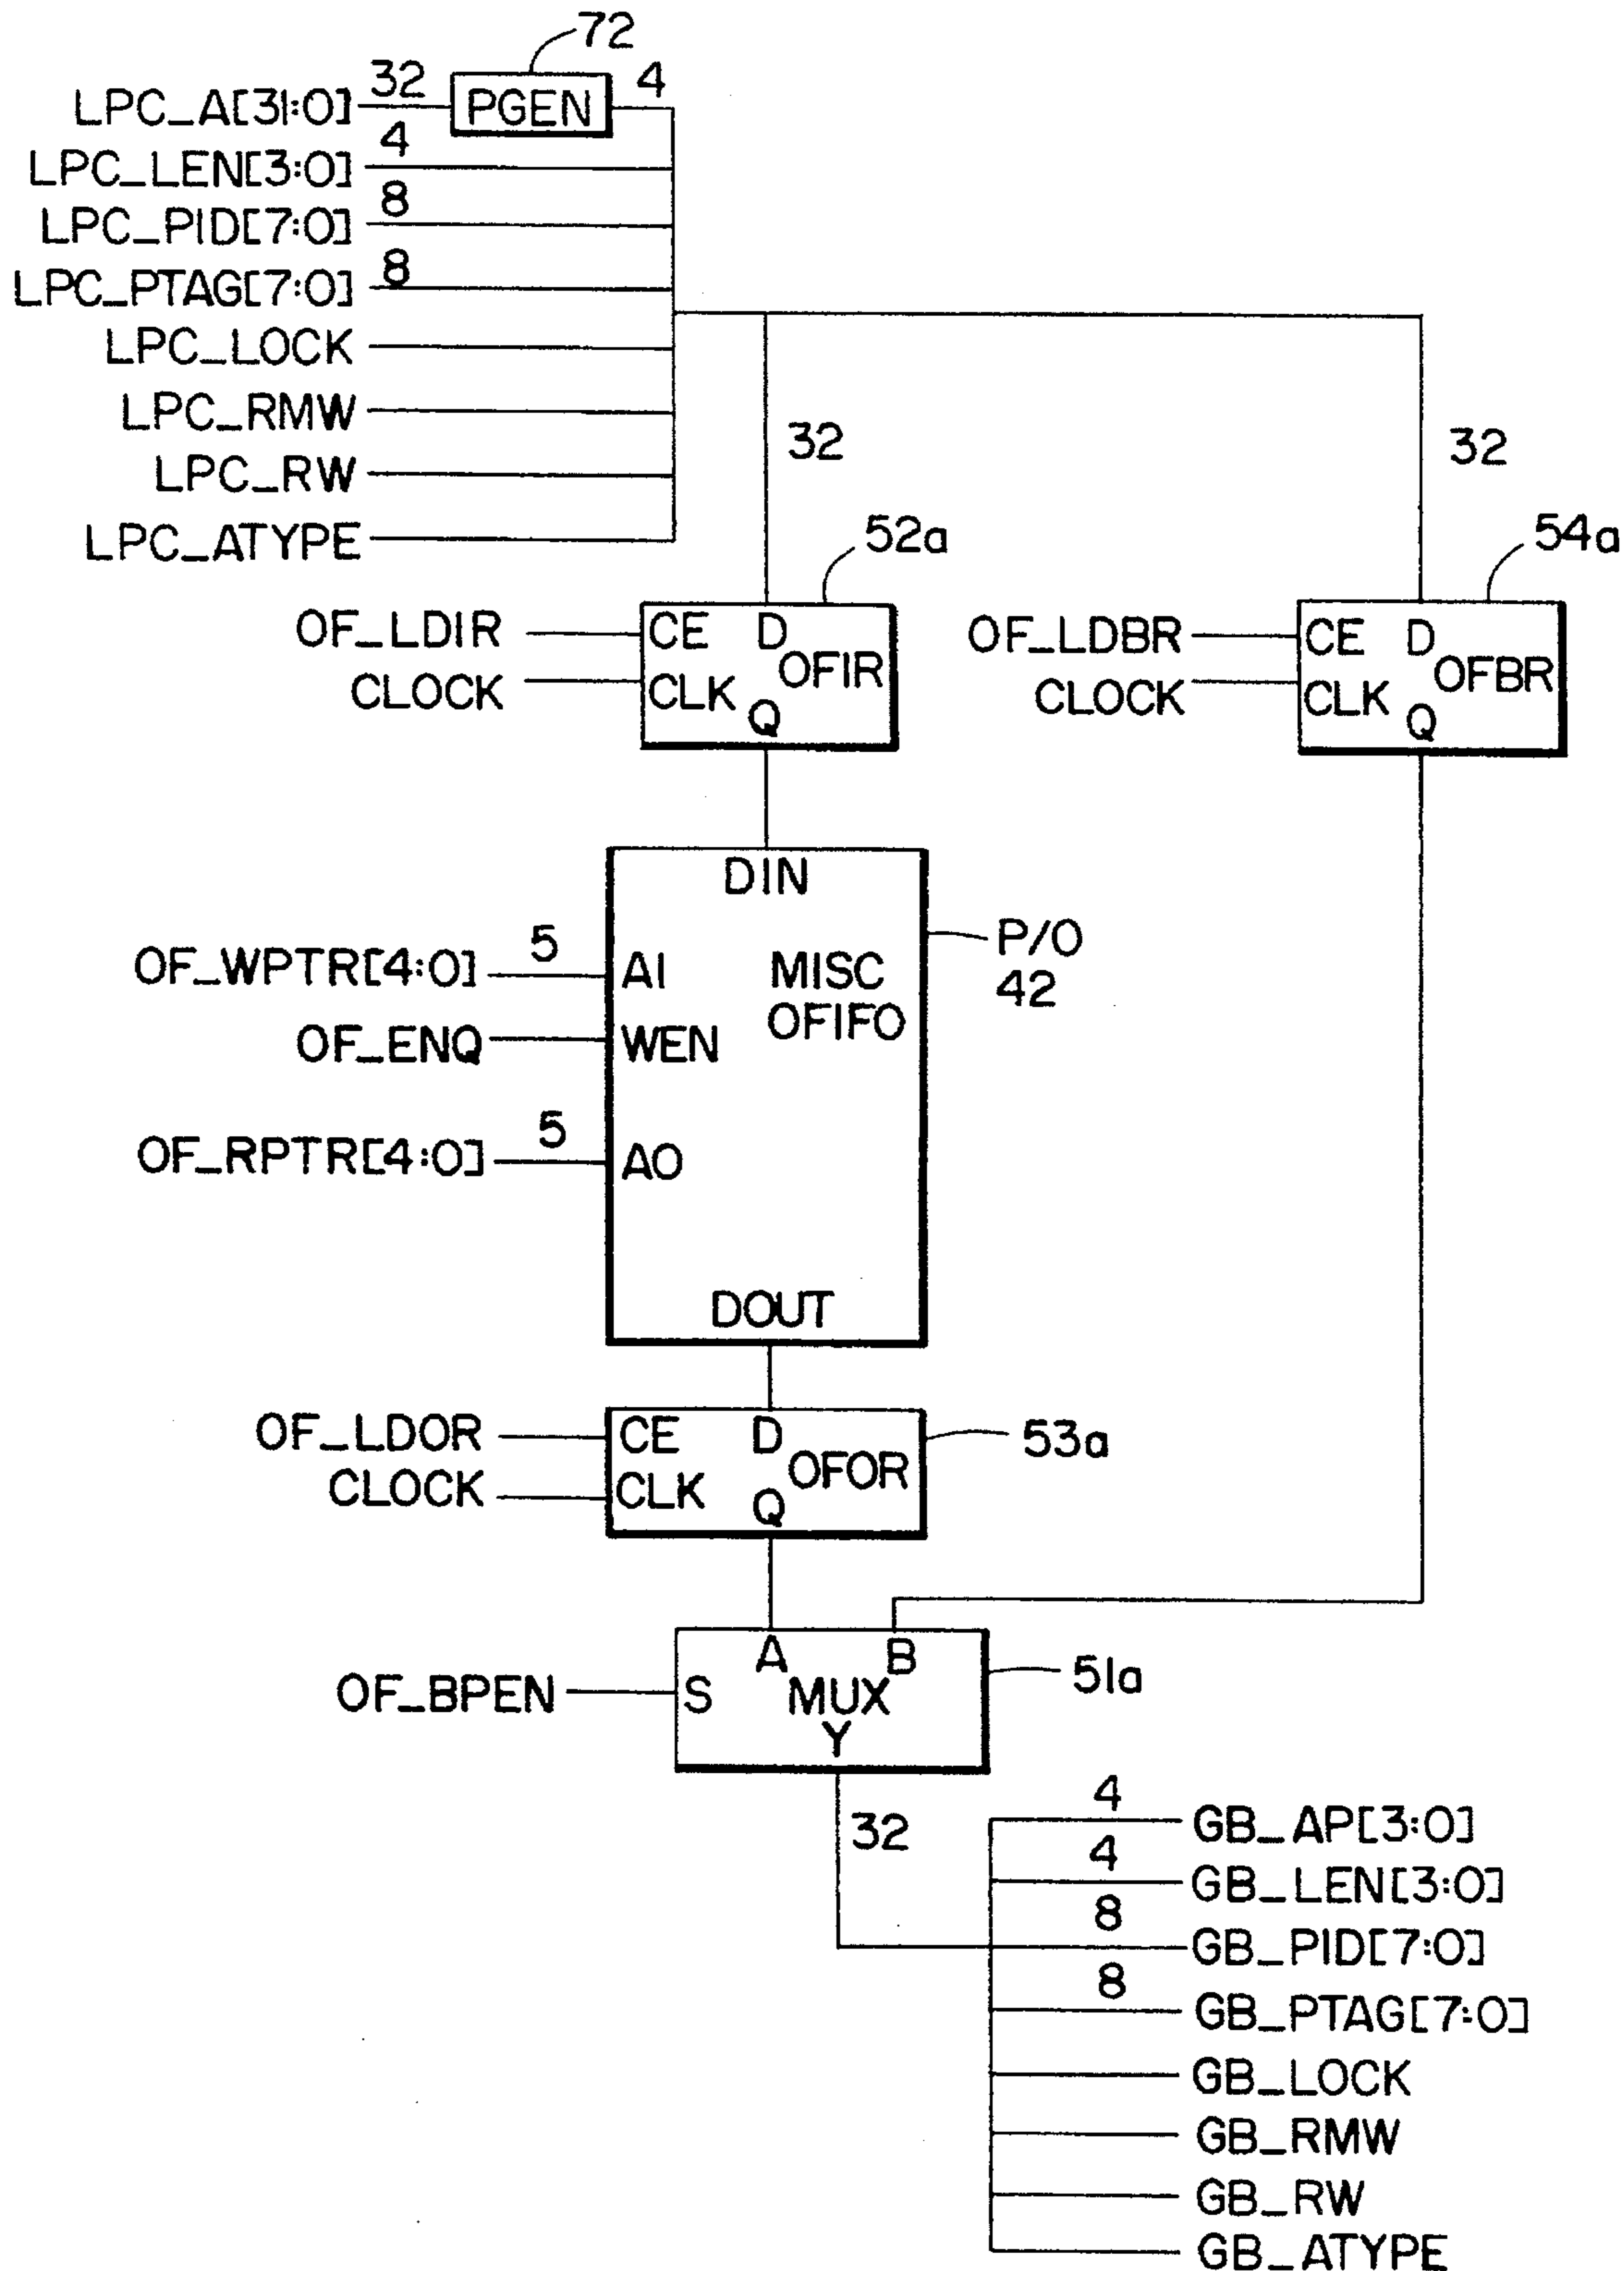 72
LPC_A[31:0] 32 PGEN 4
LPC_LEN[3:0] 4
LPC_PID[7:0] 8
LPC_PTAG[7:0] 8
LPC_LOCK
LPC_RMW
LPC_RW
LPC_ATYPE
32
32
52a
54a
OF_LDIR CE D
OFIR
CLOCK CLK Q
OF_LDBR CE D
OFBR
CLOCK CLK Q
DIN
OF_WPTR[4:0] 5 AI
MISC
OFIFO
P/O
42
OF_ENQ WEN
OF_RPTR[4:0] 5 AO
DOUT
OF_LDOR CE D
OFOR
53a
CLOCK CLK Q
A B
OF_BPEN S MUX
Y
51a
32
4 GB_AP[3:0]
4 GB_LEN[3:0]
8 GB_PID[7:0]
8 GB_PTAG[7:0]
GB_LOCK
GB_RMW
GB_RW
GB_ATYPE